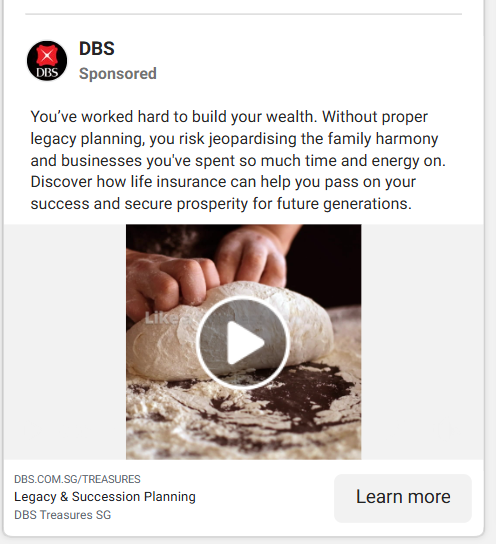 DBS
DBS
Sponsored
You’ve worked hard to build your wealth. Without proper
legacy planning, you risk jeopardising the family harmony
and businesses you've spent so much time and energy on.
Discover how life insurance can help you pass on your
success and secure prosperity for future generations.
Like
DBS.COM.SG/TREASURES
Legacy & Succession Planning
DBS Treasures SG
Learn more